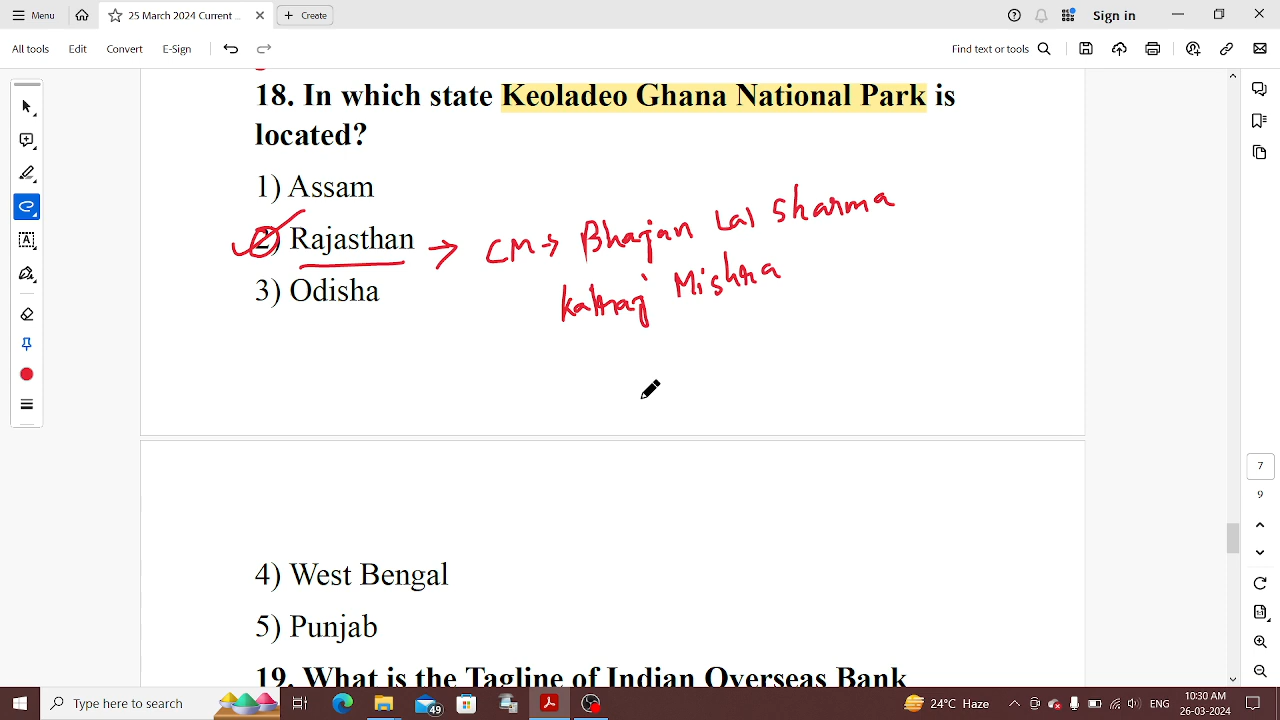 Menu
25 March 2024 Current ...
Create
Sign in
All tools Edit Convert E-Sign
Find text or tools
18. In which state Keoladeo Ghana National Park is
located?
1) Assam
2) Rajasthan → CM → Bhajan Lal Sharma
Kalraj Mishra
3) Odisha
4) West Bengal
5) Punjab
19. What is the Tagline of Indian Overseas Bank
7
9
Type here to search
49
24°C Haze
ENG
10:30 AM
26-03-2024